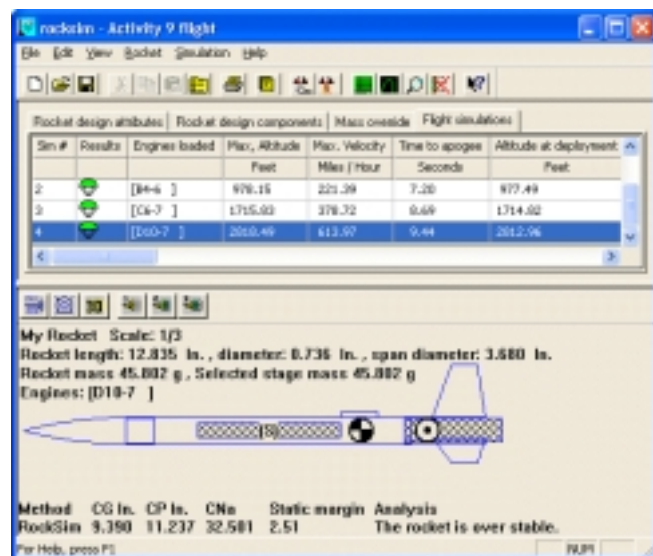 rocksim - Activity 9 flight
File Edit View Rocket Simulation Help
Rocket design attributes Rocket design components Mass override Flight simulations
Sim # Results Engines loaded Max. Altitude Max. Velocity Time to apogee Altitude at deployment
Feet Miles / Hour Seconds Feet
2 [B4-6 ] 978.15 221.39 7.20 977.49
3 [C6-7 ] 1715.83 378.72 8.69 1714.82
4 [D10-7 ] 2818.49 613.97 9.44 2812.96
My Rocket Scale: 1/3
Rocket length: 12.835 In. , diameter: 0.736 In. , span diameter: 3.680 In.
Rocket mass 45.802 g , Selected stage mass 45.802 g
Engines: [D10-7 ]
(S)
Method CG In. CP In. CNa Static margin Analysis
RockSim 9.390 11.237 32.501 2.51 The rocket is over stable.
For Help, press F1 NUM